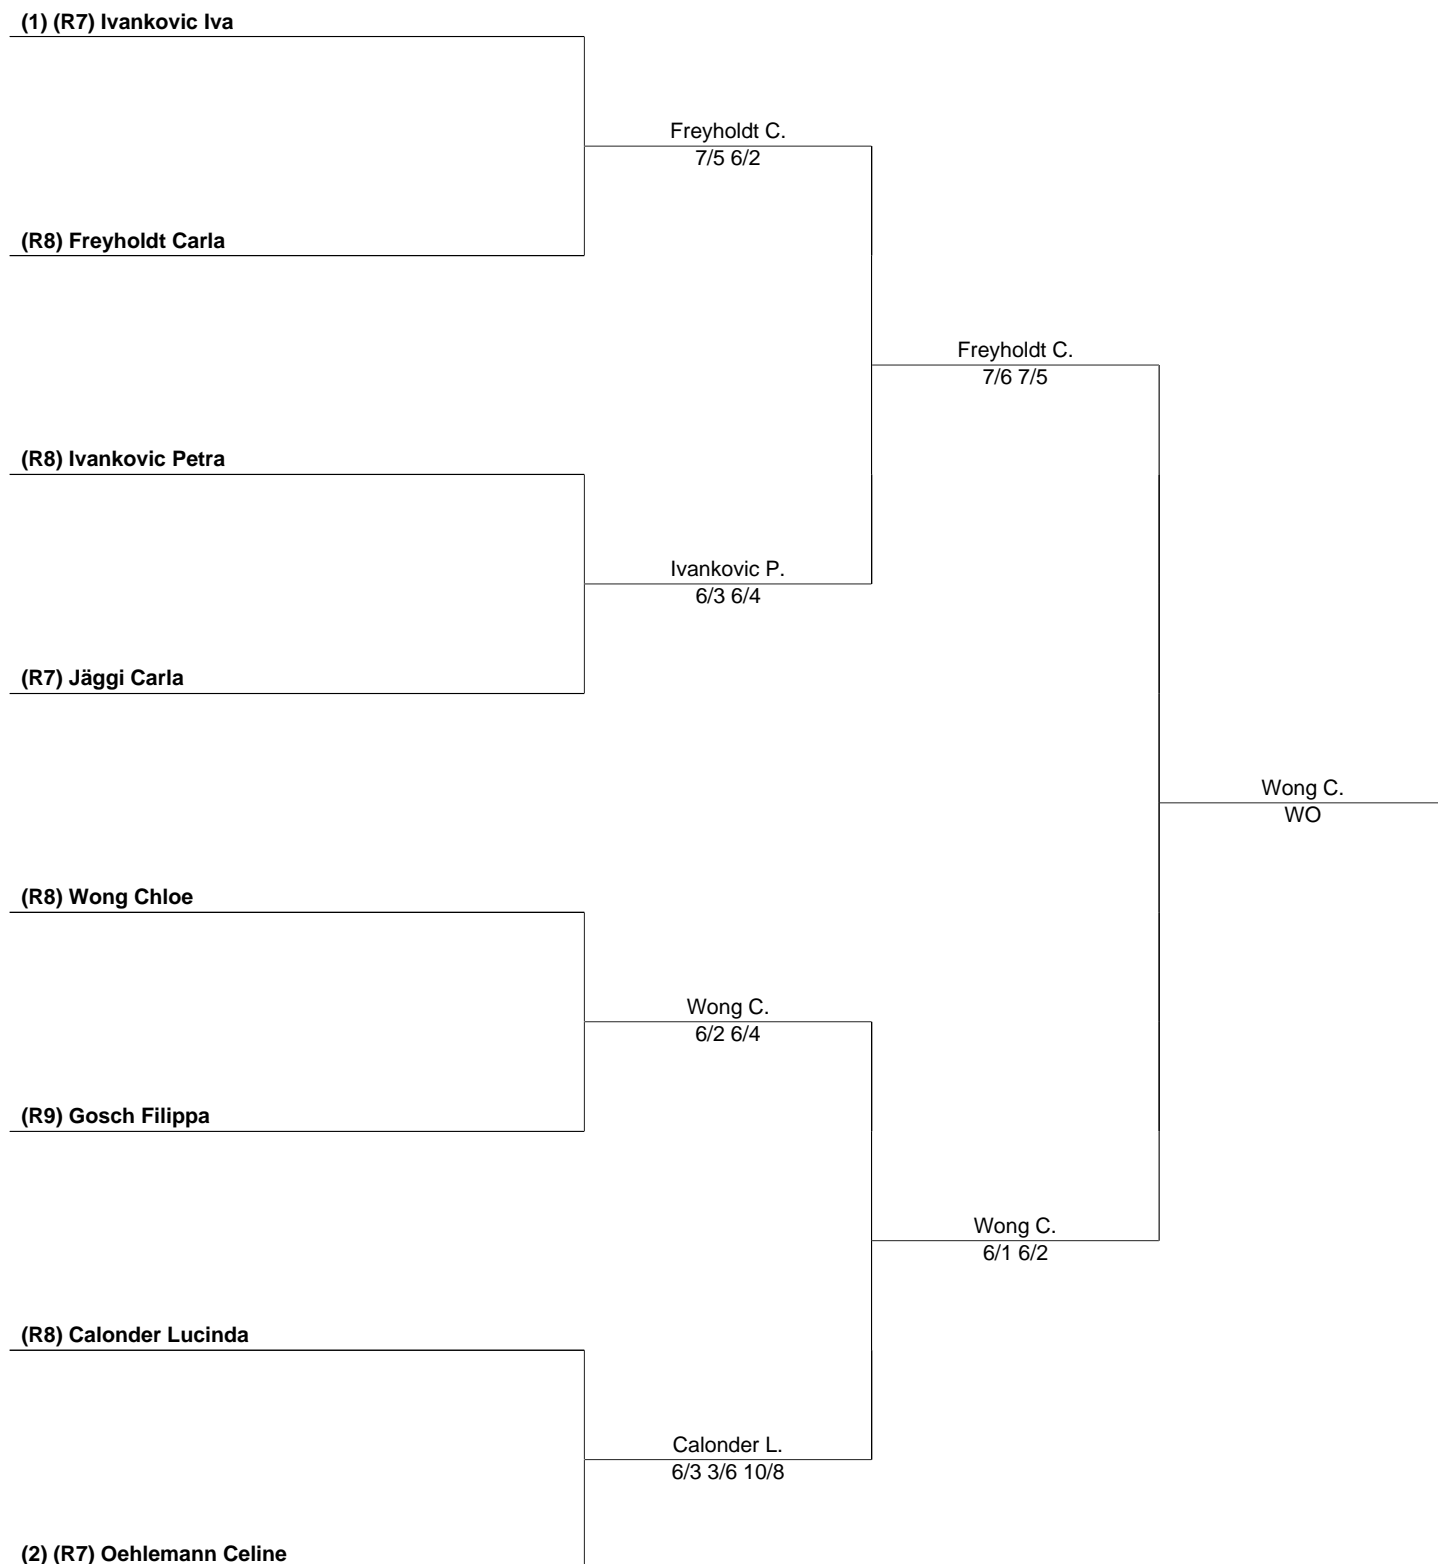 (1) (R7) Ivankovic Iva
Freyholdt C.
7/5 6/2
(R8) Freyholdt Carla
Freyholdt C.
7/6 7/5
(R8) Ivankovic Petra
Ivankovic P.
6/3 6/4
(R7) Jäggi Carla
Wong C.
WO
(R8) Wong Chloe
Wong C.
6/2 6/4
(R9) Gosch Filippa
Wong C.
6/1 6/2
(R8) Calonder Lucinda
Calonder L.
6/3 3/6 10/8
(2) (R7) Oehlemann Celine